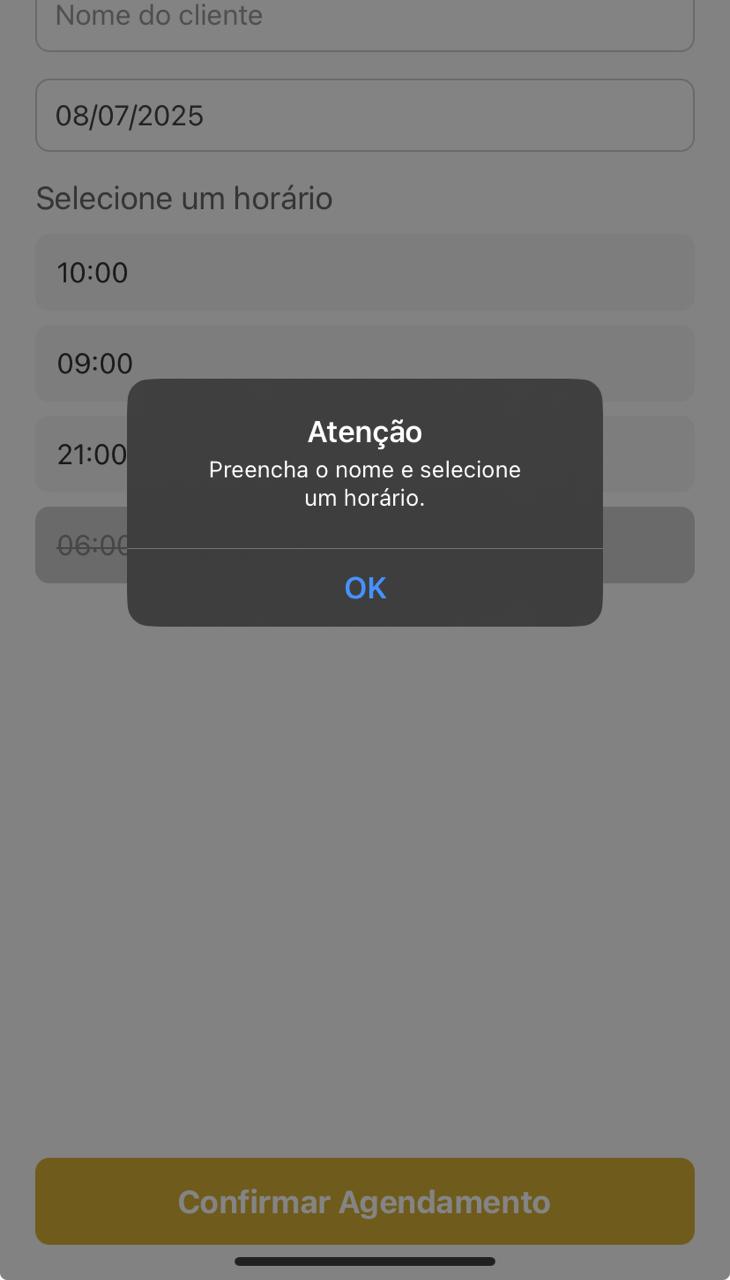 Nome do cliente
08/07/2025
Selecione um horário
10:00
09:00
21:00
06:00
Atenção
Preencha o nome e selecione
um horário.
OK
Confirmar Agendamento